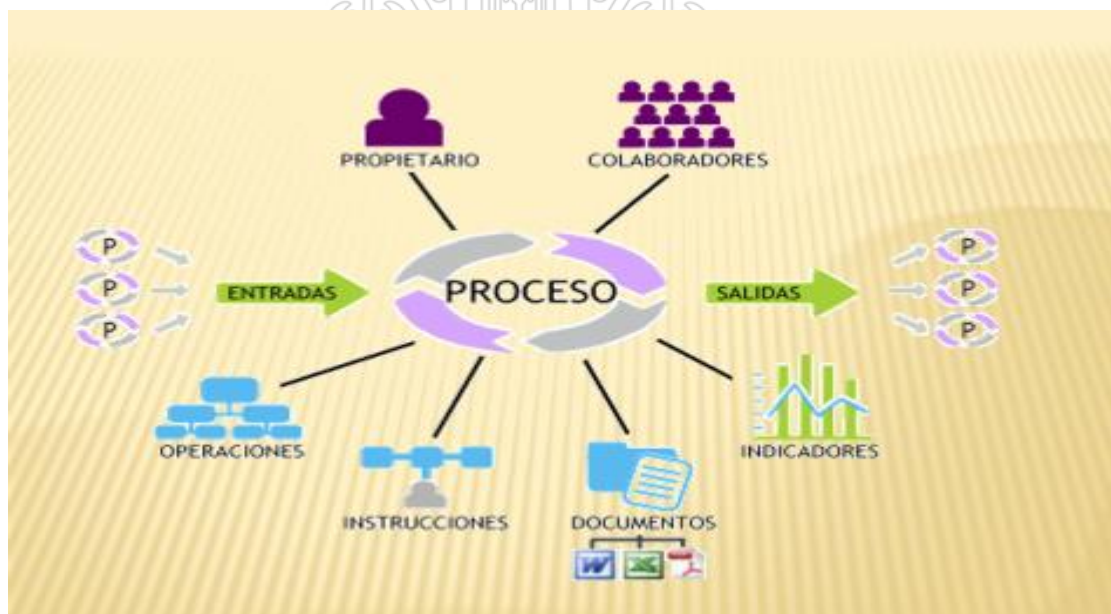 PROPIETARIO
COLABORADORES
P
P
P
ENTRADAS
PROCESO
SALIDAS
P
P
P
OPERACIONES
INSTRUCCIONES
DOCUMENTOS
INDICADORES
W
X